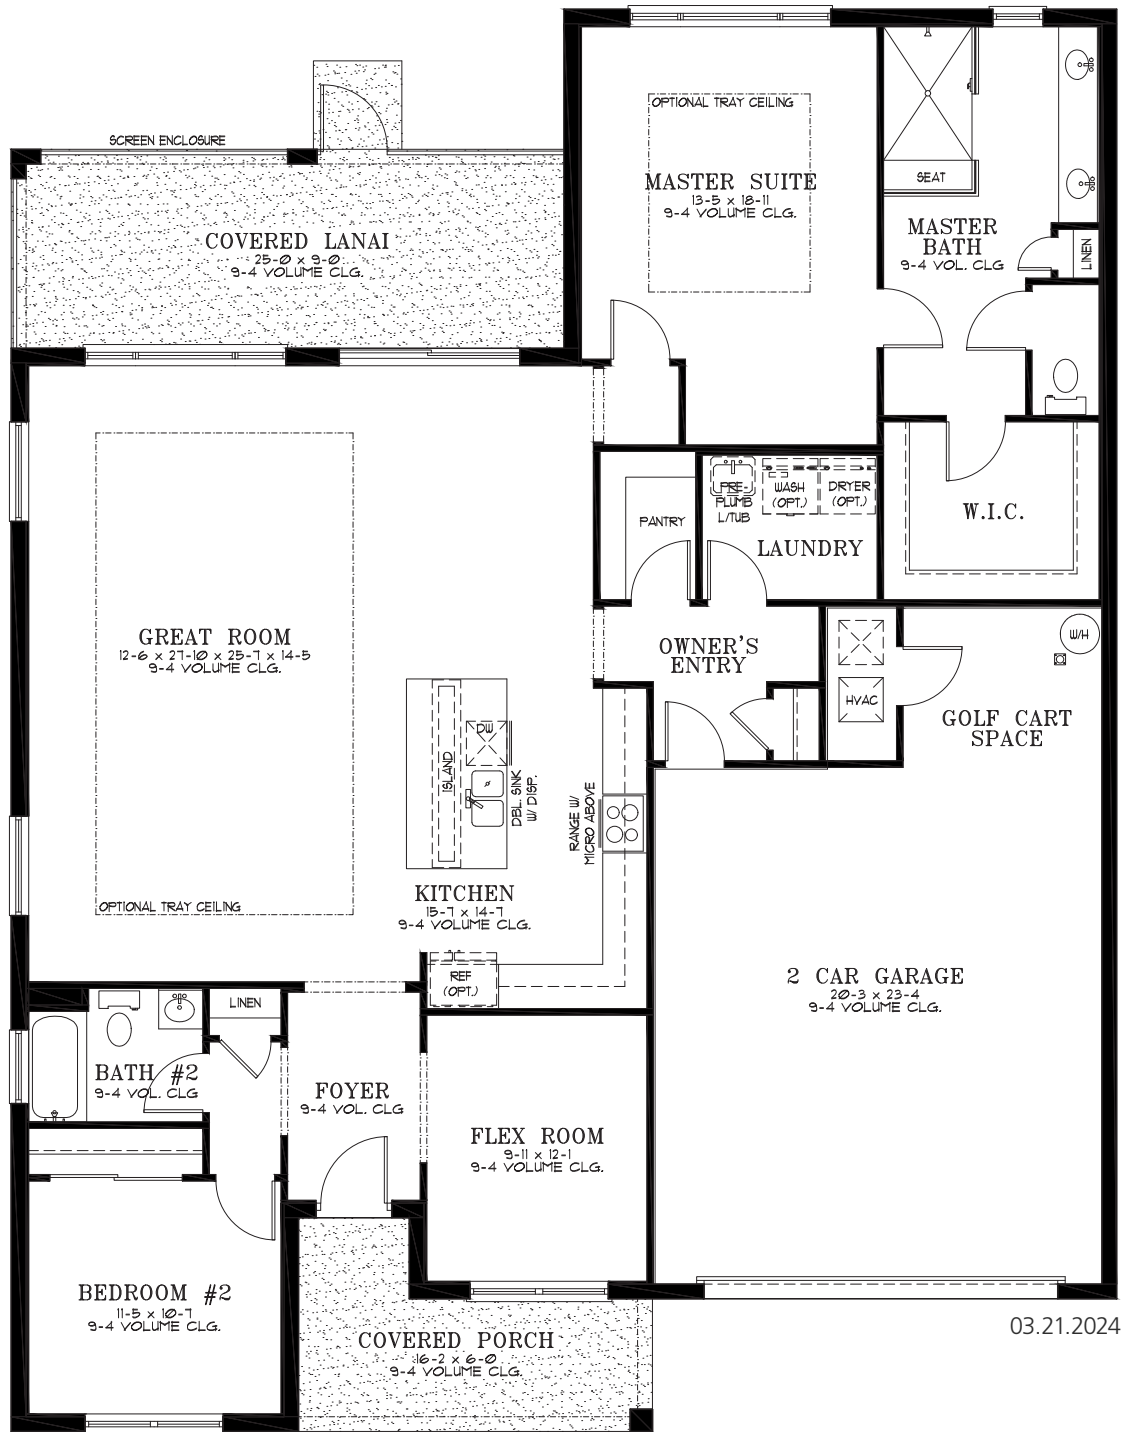 OPTIONAL TRAY CEILING
SCREEN ENCLOSURE
SEAT
MASTER SUITE
13-5 x 18-11
9-4 VOLUME CLG.
COVERED LANAI
25-0 x 9-0
9-4 VOLUME CLG.
MASTER
BATH
9-4 VOL. CLG
LINEN
PRE-
PLUMB
L/TUB
WASH
(OPT.)
DRYER
(OPT.)
PANTRY
LAUNDRY
W.I.C.
GREAT ROOM
12-6 x 27-10 x 25-7 x 14-5
9-4 VOLUME CLG.
OWNER'S
ENTRY
W/H
HVAC
GOLF CART
SPACE
DW
ISLAND
DBL. SINK
W/ DISP.
RANGE W/
MICRO ABOVE
KITCHEN
15-7 x 14-7
9-4 VOLUME CLG.
OPTIONAL TRAY CEILING
REF
(OPT.)
2 CAR GARAGE
20-3 x 23-4
9-4 VOLUME CLG.
LINEN
BATH #2
9-4 VOL. CLG
FOYER
9-4 VOL. CLG
FLEX ROOM
9-11 x 12-1
9-4 VOLUME CLG.
BEDROOM #2
11-5 x 10-7
9-4 VOLUME CLG.
COVERED PORCH
16-2 x 6-0
9-4 VOLUME CLG.
03.21.2024